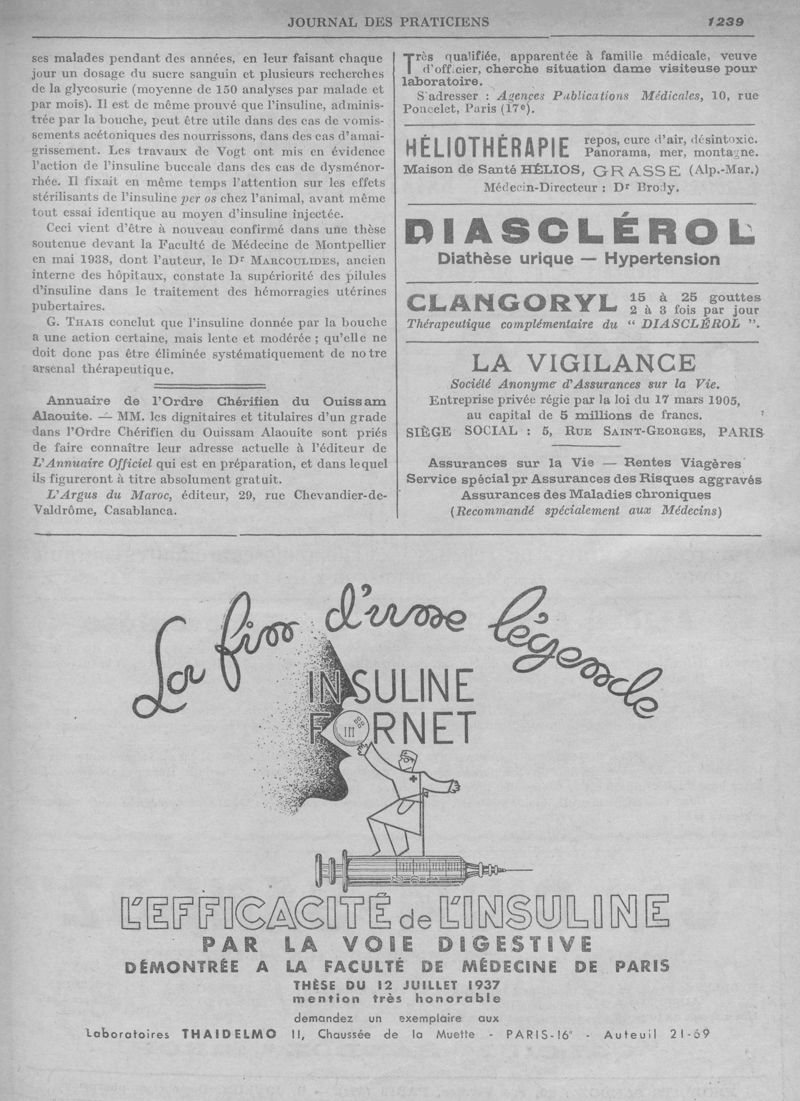 JOURNAL DES PRATICIENS
1239
ses malades pendant des années, en leur faisant chaque
jour un dosage du sucre sanguin et plusieurs recherches
de la glycosurie (moyenne de 150 analyses par malade et
par mois). Il est de même prouvé que l'insuline, adminis-
trée par la bouche, peut être utile dans des cas de vomis-
sements acétoniques des nourrissons, dans des cas d'amai-
grissement. Les travaux de Vogt ont mis en évidence
l'action de l'insuline buccale dans des cas de dysménor-
rhée. Il fixait en même temps l'attention sur les effets
stérilisants de l'insuline per os chez l'animal, avant même
tout essai identique au moyen d'insuline injectée.
Ceci vient d'être à nouveau confirmé dans une thèse
soutenue devant la Faculté de Médecine de Montpellier
en mai 1938, dont l'auteur, le Dr MARCOULIDES, ancien
interne des hôpitaux, constate la supériorité des pilules
d'insuline dans le traitement des hémorragies utérines
pubertaires.
G. THAIS conclut que l'insuline donnée par la bouche
a une action certaine, mais lente et modérée ; qu'elle ne
doit donc pas être éliminée systématiquement de notre
arsenal thérapeutique.
Annuaire de l'Ordre Chérifien du Ouissam
Alaouite. — MM. les dignitaires et titulaires d'un grade
dans l'Ordre Chérifien du Ouissam Alaouite sont priés
de faire connaître leur adresse actuelle à l'éditeur de
L'Annuaire Officiel qui est en préparation, et dans lequel
ils figureront à titre absolument gratuit.
L'Argus du Maroc, éditeur, 29, rue Chevandier-de-
Valdrôme, Casablanca.
Très qualifiée, apparentée à famille médicale, veuve
d'officier, cherche situation dame visiteuse pour
laboratoire.
S'adresser : Agences Publications Médicales, 10, rue
Poncelet, Paris (17e).
HÉLIOTHÉRAPIE repos, cure d'air, désintoxic.
Panorama, mer, montagne.
Maison de Santé HÉLIOS, GRASSE (Alp.-Mar.)
Médecin-Directeur : Dr Brody.
DIASCLÉROL
Diathèse urique — Hypertension
CLANGORYL 15 à 25 gouttes
2 à 3 fois par jour
Thérapeutique complémentaire du " DIASCLÉROL ".
LA VIGILANCE
Société Anonyme d'Assurances sur la Vie.
Entreprise privée régie par la loi du 17 mars 1905,
au capital de 5 millions de francs.
SIÈGE SOCIAL : 5, RUE SAINT-GEORGES, PARIS
Assurances sur la Vie — Rentes Viagères
Service spécial pr Assurances des Risques aggravés
Assurances des Maladies chroniques
(Recommandé spécialement aux Médecins)
La fin d'une légende
INSULINE
FORNET
III
L'EFFICACITÉ de L'INSULINE
PAR LA VOIE DIGESTIVE
DÉMONTRÉE A LA FACULTÉ DE MÉDECINE DE PARIS
THÈSE DU 12 JUILLET 1937
mention très honorable
demandez un exemplaire aux
Laboratoires THAIDELMO 11, Chaussée de la Muette - PARIS-16e - Auteuil 21-69